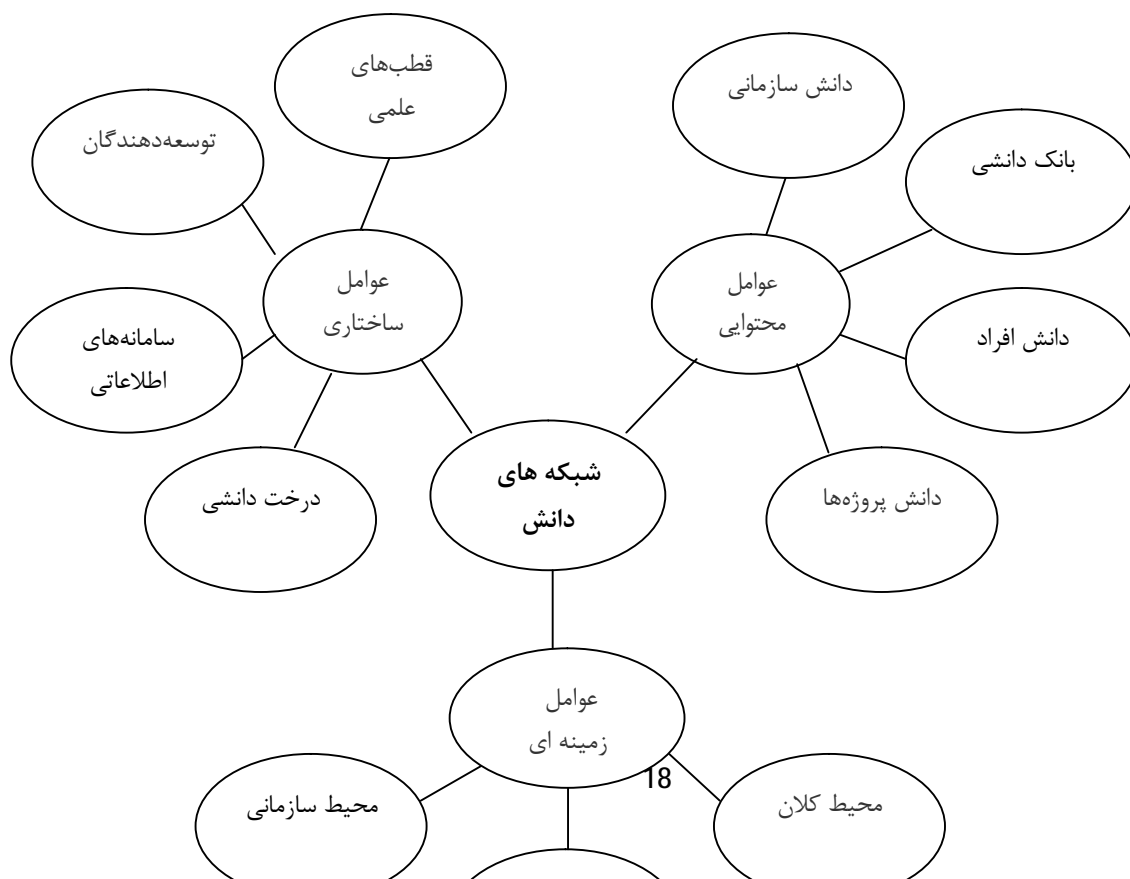 قطب‌های
علمی
دانش سازمانی
توسعه‌دهندگان
بانک دانشی
عوامل
ساختاری
عوامل
محتوایی
سامانه‌های
اطلاعاتی
دانش افراد
شبکه های
دانش
درخت دانشی
دانش پروژه‌ها
عوامل
زمینه ای
18
محیط سازمانی
محیط کلان